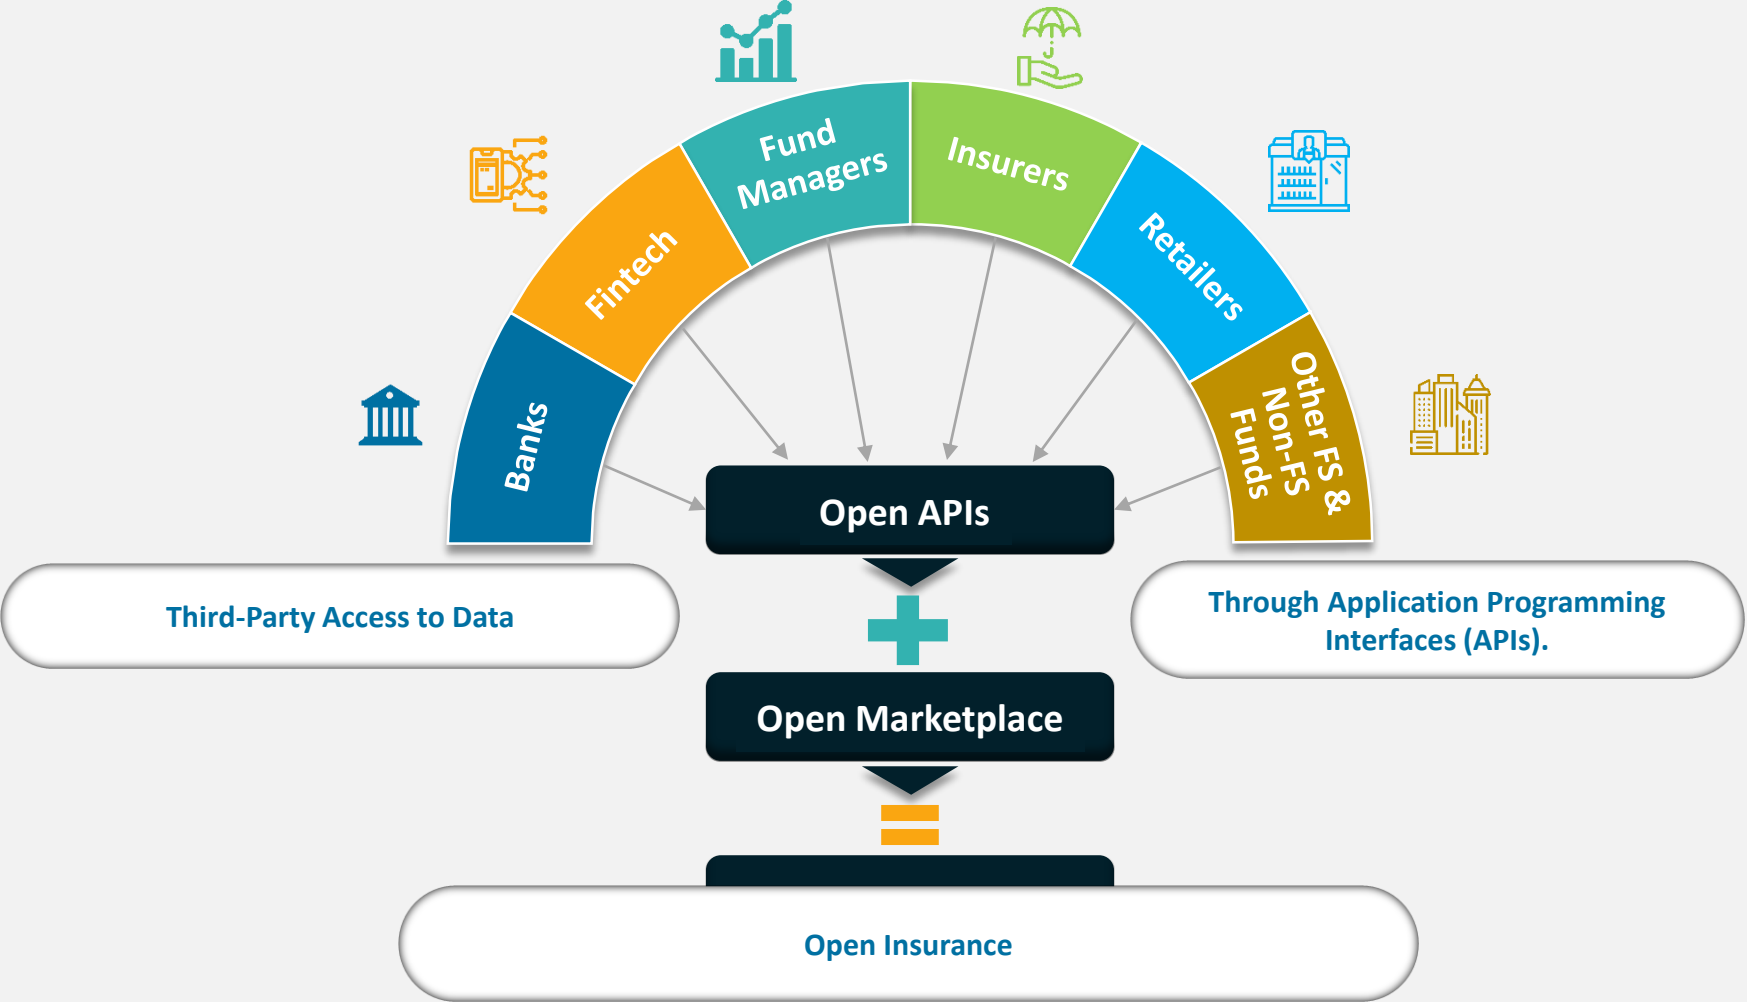 Fund
Managers
Insurers
Fintech
Retailers
Banks
Other FS &
Non-FS
Funds
Open APIs
Third-Party Access to Data
Through Application Programming
Interfaces (APIs).
Open Marketplace
Open Insurance